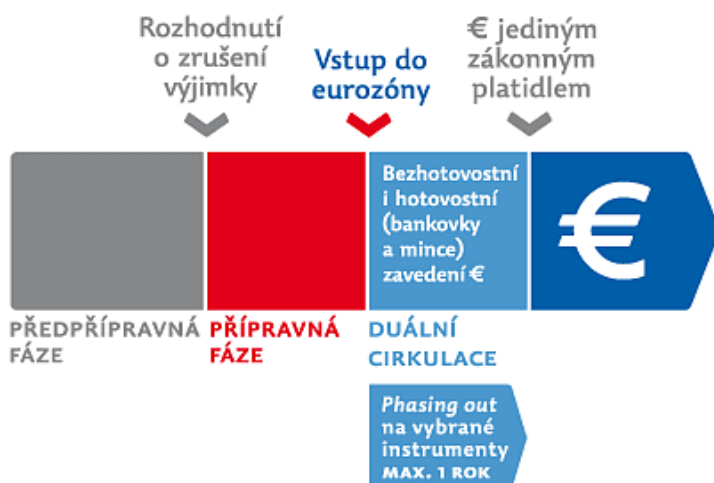 Rozhodnutí
o zrušení
výjimky
Vstup do
eurozóny
€ jediným
zákonným
platidlem
Bezhotovostní
i hotovostní
(bankovky
a mince)
zavedení €
€
PŘEDPŘÍPRAVNÁ
FÁZE
PŘÍPRAVNÁ
FÁZE
DUÁLNÍ
CIRKULACE
Phasing out
na vybrané
instrumenty
MAX. 1 ROK